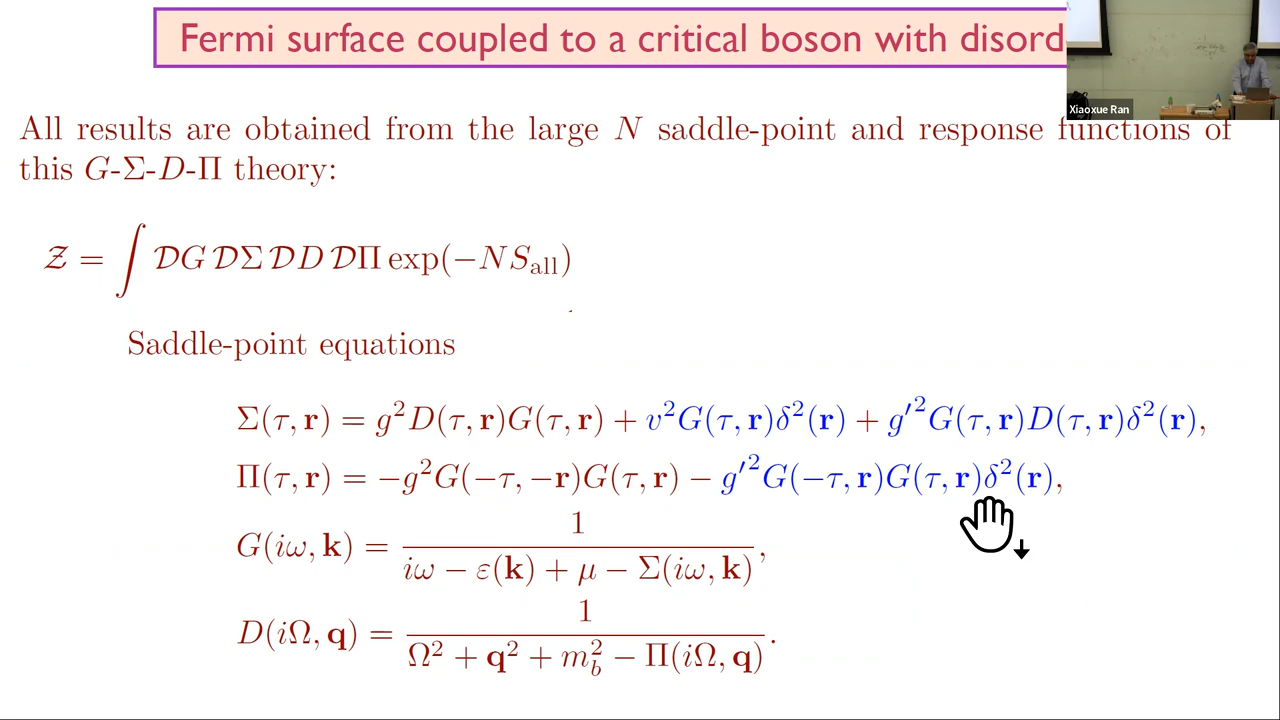 Fermi surface coupled to a critical boson with disord
Xiaoxue Ran
All results are obtained from the large N saddle-point and response functions of
this G-Σ-D-Π theory:
𝒵 = ∫ 𝒟G 𝒟Σ 𝒟D 𝒟Π exp(−NS_all)
Saddle-point equations
Σ(τ, r) = g²D(τ, r)G(τ, r) + v²G(τ, r)δ²(r) + g′²G(τ, r)D(τ, r)δ²(r),
Π(τ, r) = −g²G(−τ, −r)G(τ, r) − g′²G(−τ, r)G(τ, r)δ²(r),
G(iω, k) = 1 / (iω − ε(k) + μ − Σ(iω, k)),
D(iΩ, q) = 1 / (Ω² + q² + m_b² − Π(iΩ, q)).